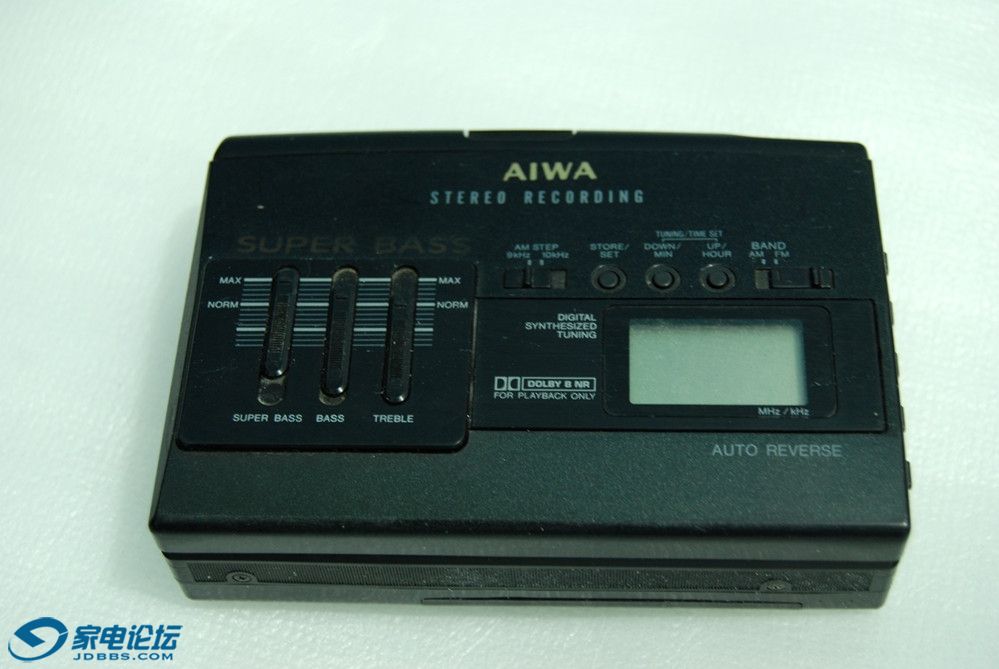 AIWA
STEREO RECORDING
SUPER BASS
TUNING/TIME SET
AM STEP
9kHz 10kHz
STORE/
SET
DOWN/
MIN
UP/
HOUR
BAND
AM FM
MAX MAX
NORM NORM
SUPER BASS BASS TREBLE
DIGITAL
SYNTHESIZED
TUNING
DOLBY B NR
FOR PLAYBACK ONLY
MHz / kHz
AUTO REVERSE
家电论坛
JDBBS.COM